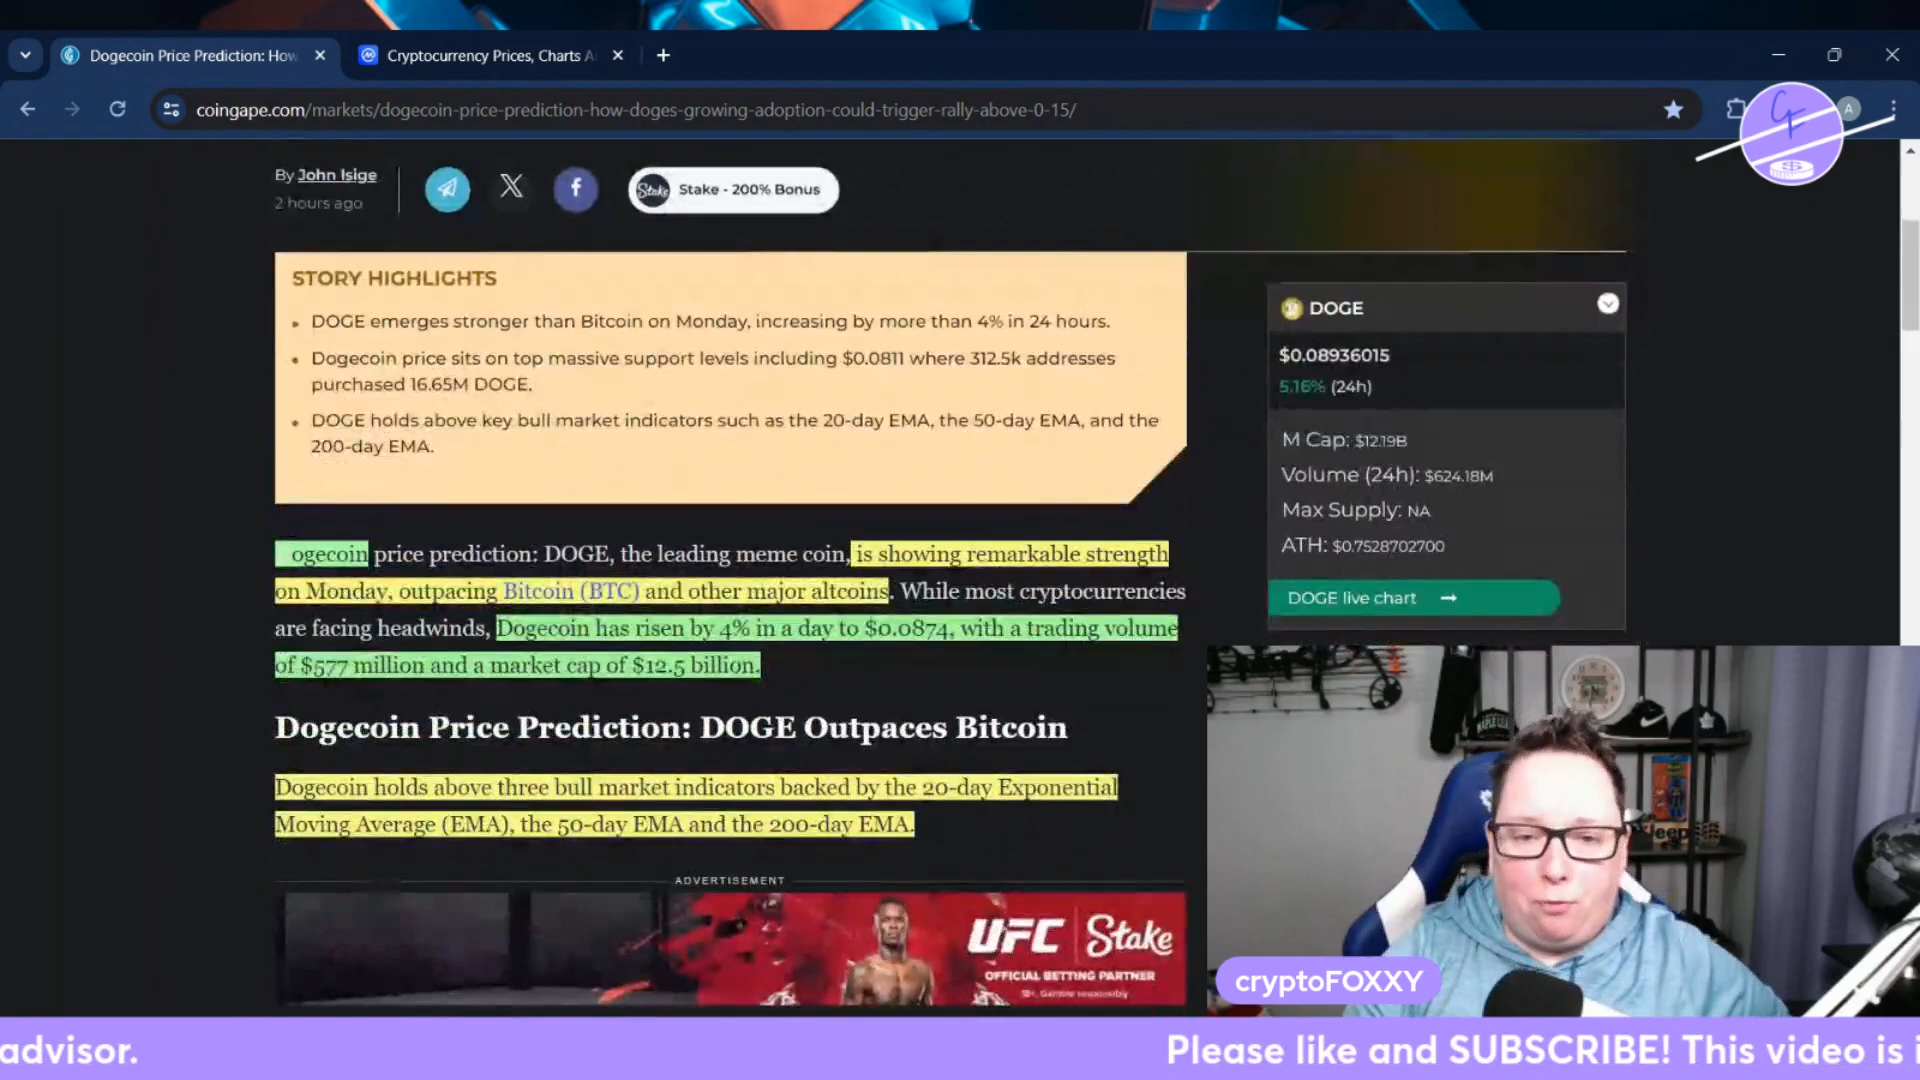 Dogecoin Price Prediction: How
Cryptocurrency Prices, Charts A
coingape.com/markets/dogecoin-price-prediction-how-doges-growing-adoption-could-trigger-rally-above-0-15/
A
CF
$
By John Isige
2 hours ago
Stake
Stake - 200% Bonus
STORY HIGHLIGHTS
DOGE emerges stronger than Bitcoin on Monday, increasing by more than 4% in 24 hours.
Dogecoin price sits on top massive support levels including $0.0811 where 312.5k addresses
purchased 16.65M DOGE.
DOGE holds above key bull market indicators such as the 20-day EMA, the 50-day EMA, and the
200-day EMA.
DOGE
$0.08936015
5.16% (24h)
M Cap: $12.19B
Volume (24h): $624.18M
Max Supply: NA
ATH: $0.7528702700
DOGE live chart →
ogecoin price prediction: DOGE, the leading meme coin, is showing remarkable strength
on Monday, outpacing Bitcoin (BTC) and other major altcoins. While most cryptocurrencies
are facing headwinds, Dogecoin has risen by 4% in a day to $0.0874, with a trading volume
of $577 million and a market cap of $12.5 billion.
Dogecoin Price Prediction: DOGE Outpaces Bitcoin
Dogecoin holds above three bull market indicators backed by the 20-day Exponential
Moving Average (EMA), the 50-day EMA and the 200-day EMA.
ADVERTISEMENT
UFC Stake
OFFICIAL BETTING PARTNER
18+. Gamble responsibly
cryptoFOXXY
advisor.
Please like and SUBSCRIBE! This video is i